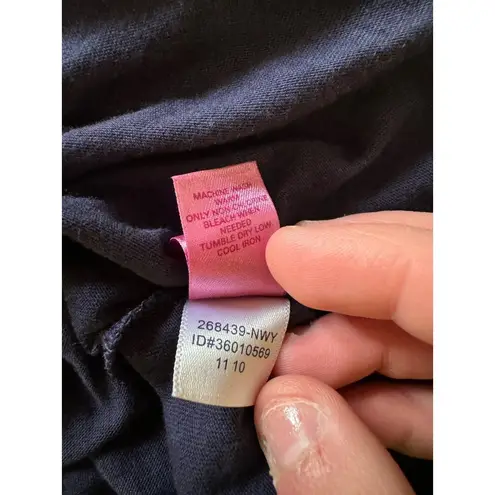 MACHINE WASH
WARM
ONLY NON-CHLORINE
BLEACH WHEN
NEEDED
TUMBLE DRY LOW
COOL IRON
268439-NWY
ID#36010569
11 10